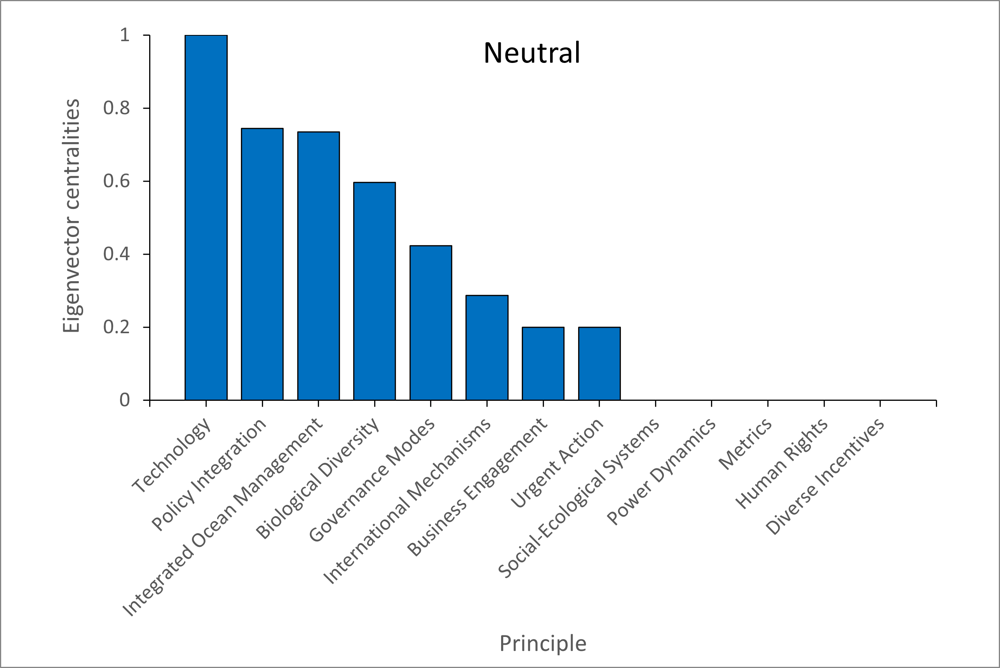 Neutral
Eigenvector centralities
1
0.8
0.6
0.4
0.2
0
Technology
Policy Integration
Integrated Ocean Management
Biological Diversity
Governance Modes
International Mechanisms
Business Engagement
Urgent Action
Social-Ecological Systems
Power Dynamics
Metrics
Human Rights
Diverse Incentives
Principle